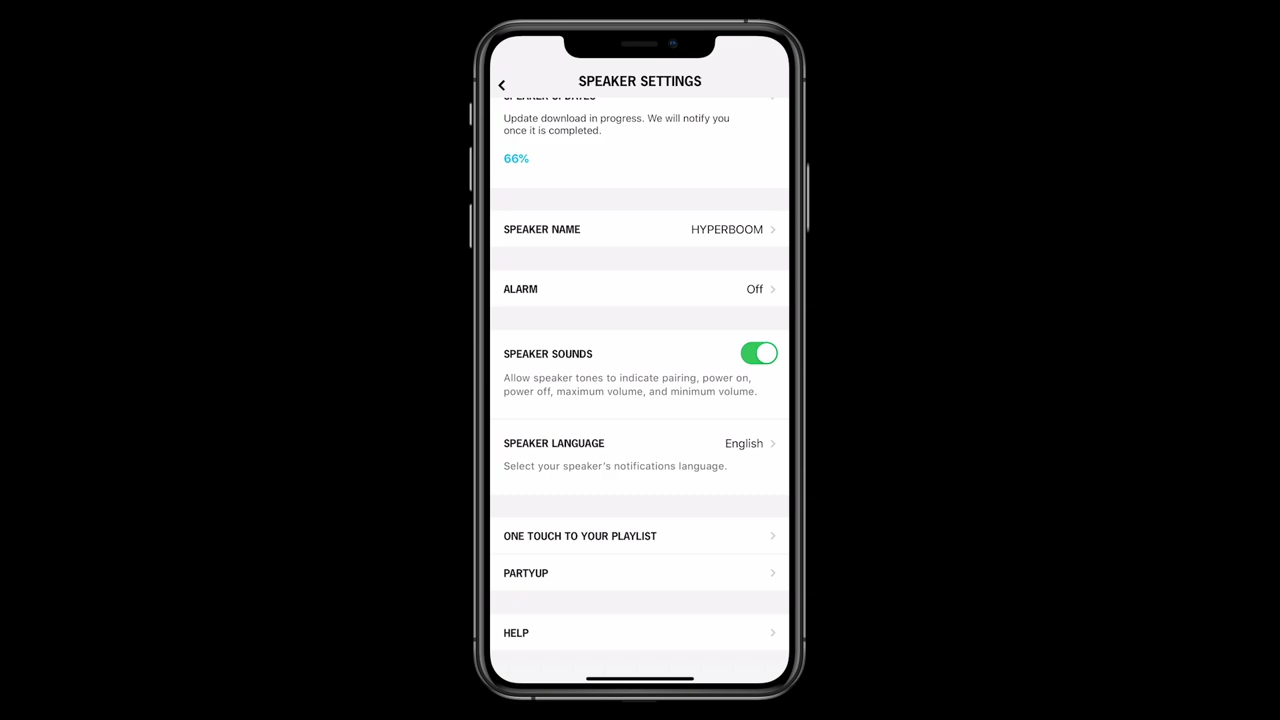 SPEAKER SETTINGS
SPEAKER UPDATES
Update download in progress. We will notify you
once it is completed.
66%
SPEAKER NAME HYPERBOOM
ALARM Off
SPEAKER SOUNDS
Allow speaker tones to indicate pairing, power on,
power off, maximum volume, and minimum volume.
SPEAKER LANGUAGE English
Select your speaker's notifications language.
ONE TOUCH TO YOUR PLAYLIST
PARTYUP
HELP